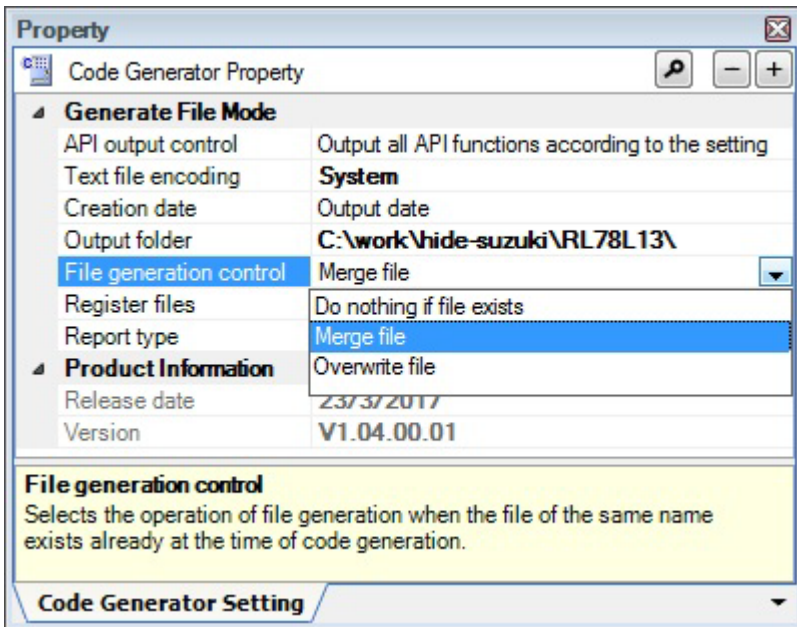 Property
Code Generator Property
Generate File Mode
API output control Output all API functions according to the setting
Text file encoding System
Creation date Output date
Output folder C:\work\hide-suzuki\RL78L13\
File generation control Merge file
Register files Do nothing if file exists
Report type Merge file
Product Information Overwrite file
Release date 23/3/2017
Version V1.04.00.01
File generation control
Selects the operation of file generation when the file of the same name
exists already at the time of code generation.
Code Generator Setting